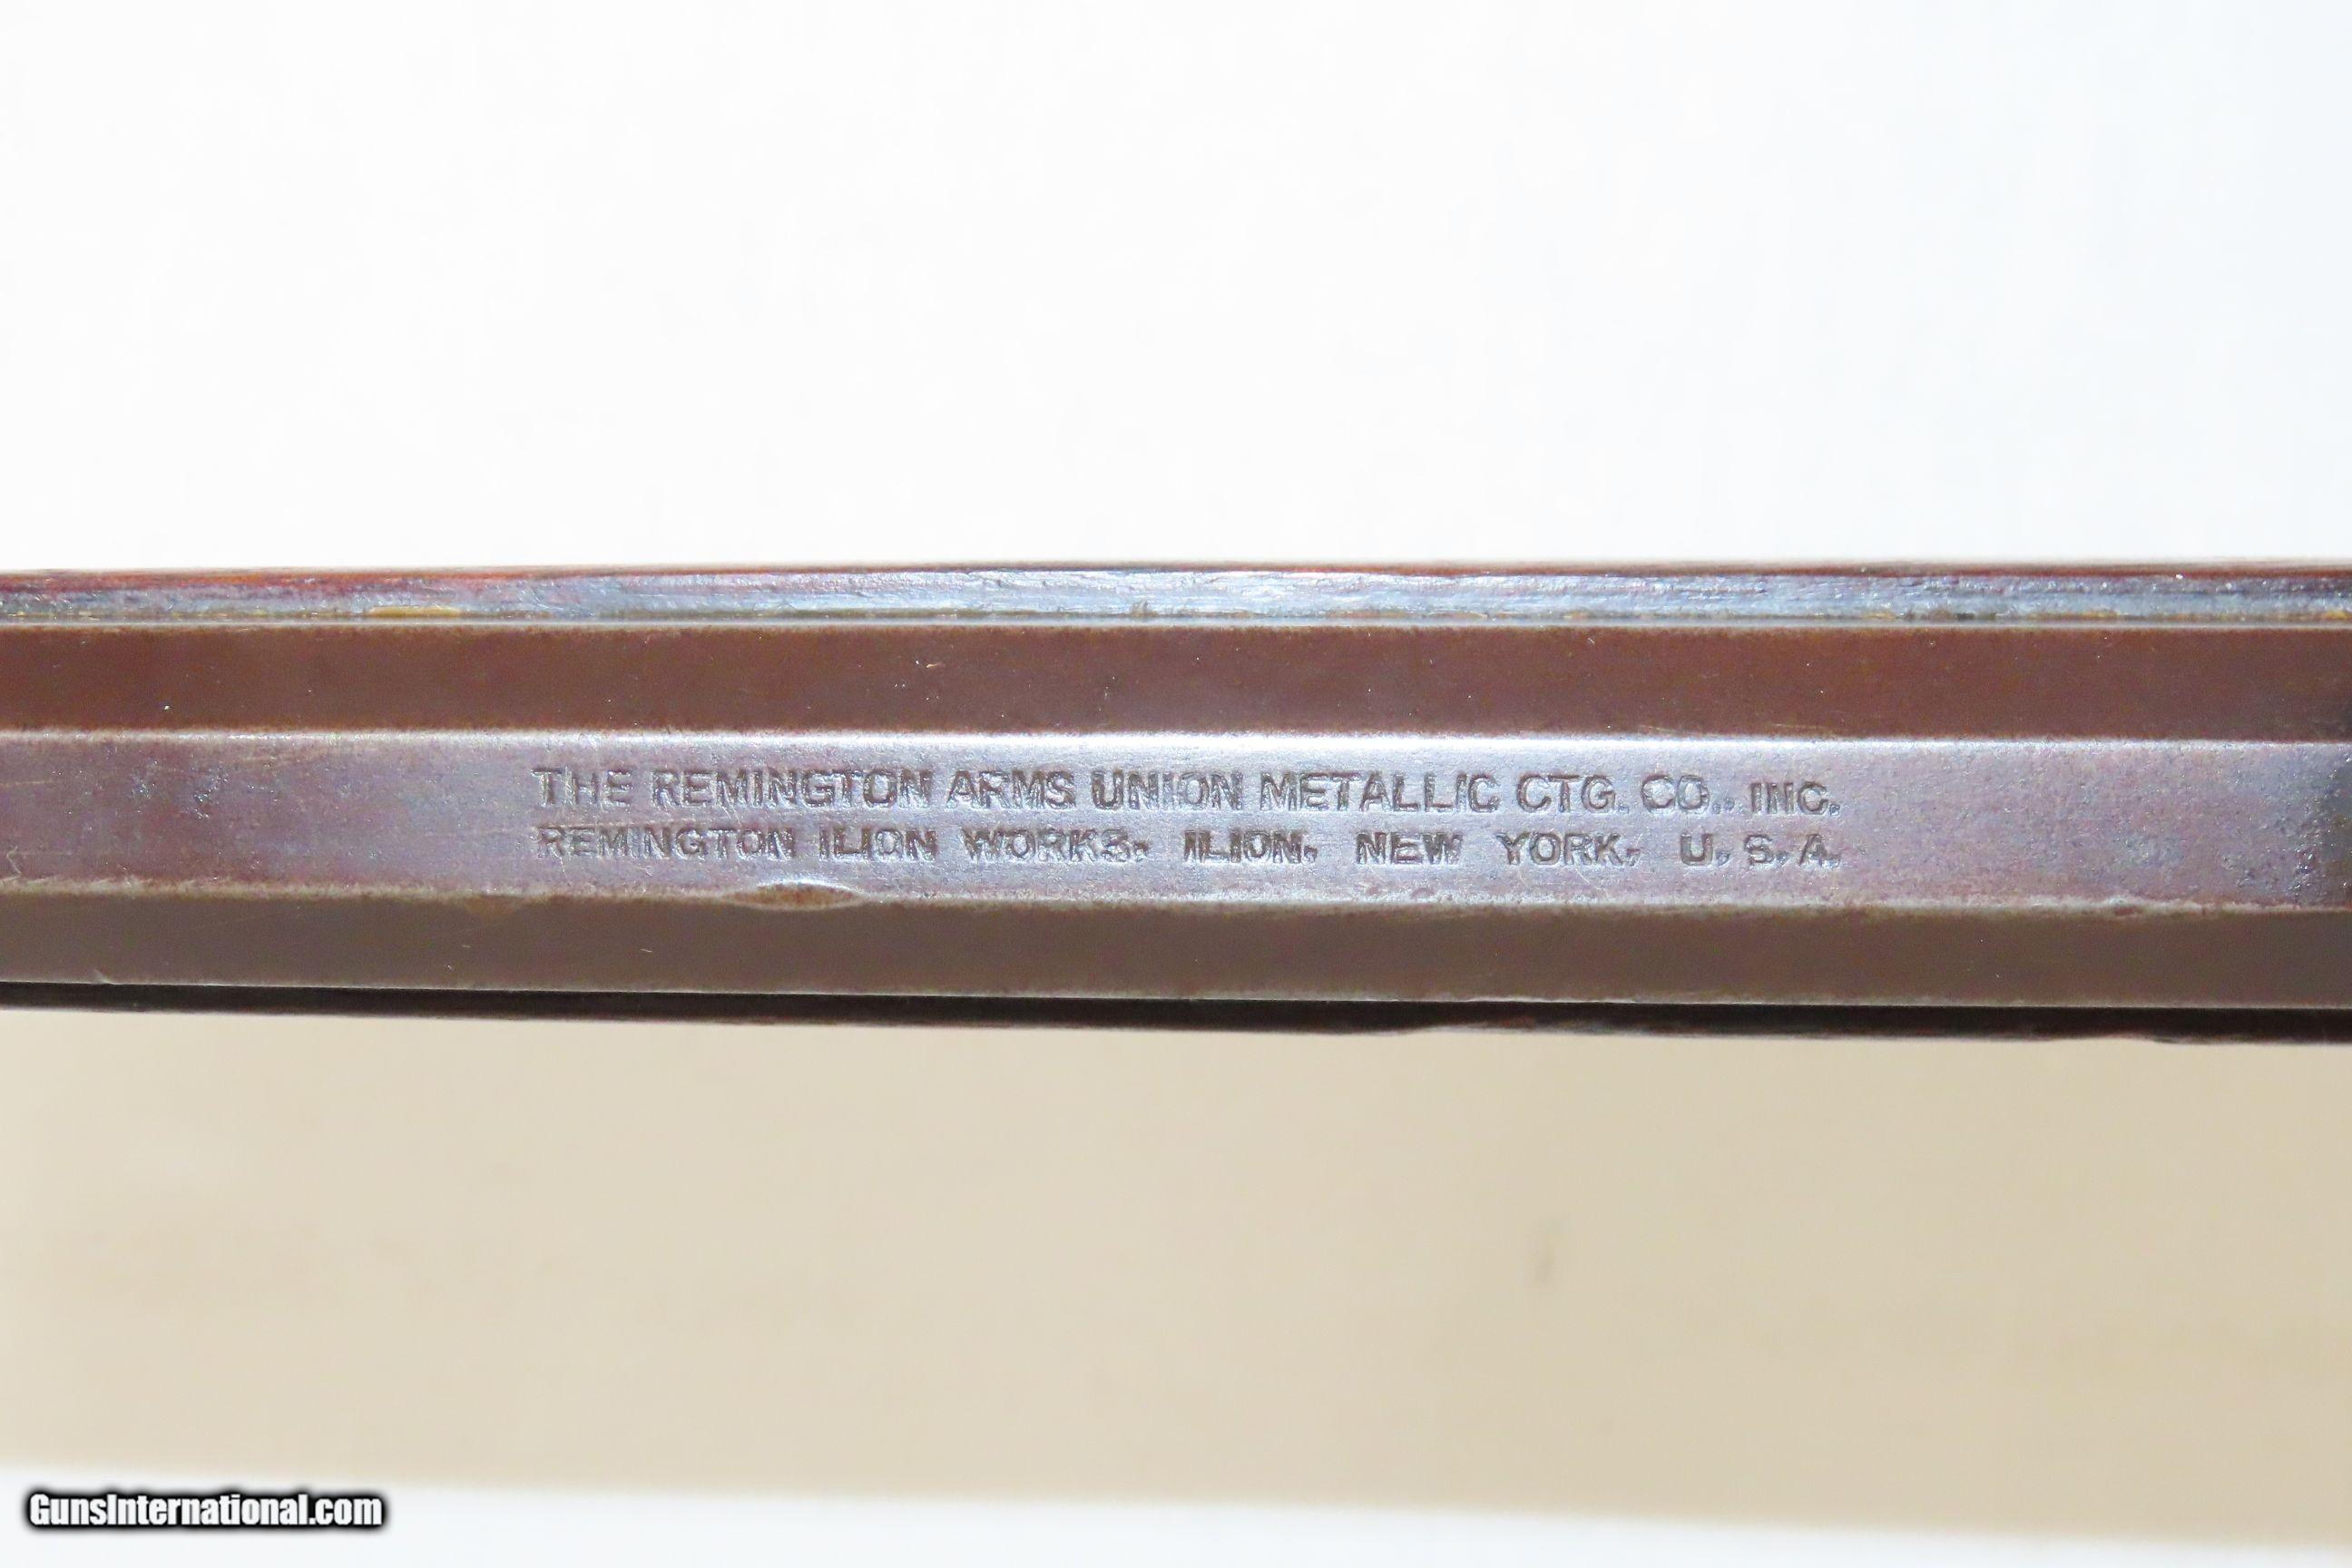 THE REMINGTON ARMS UNION METALLIC CTG. CO., INC.
REMINGTON ILION WORKS, ILION, NEW YORK, U.S.A.
GunsInternational.com